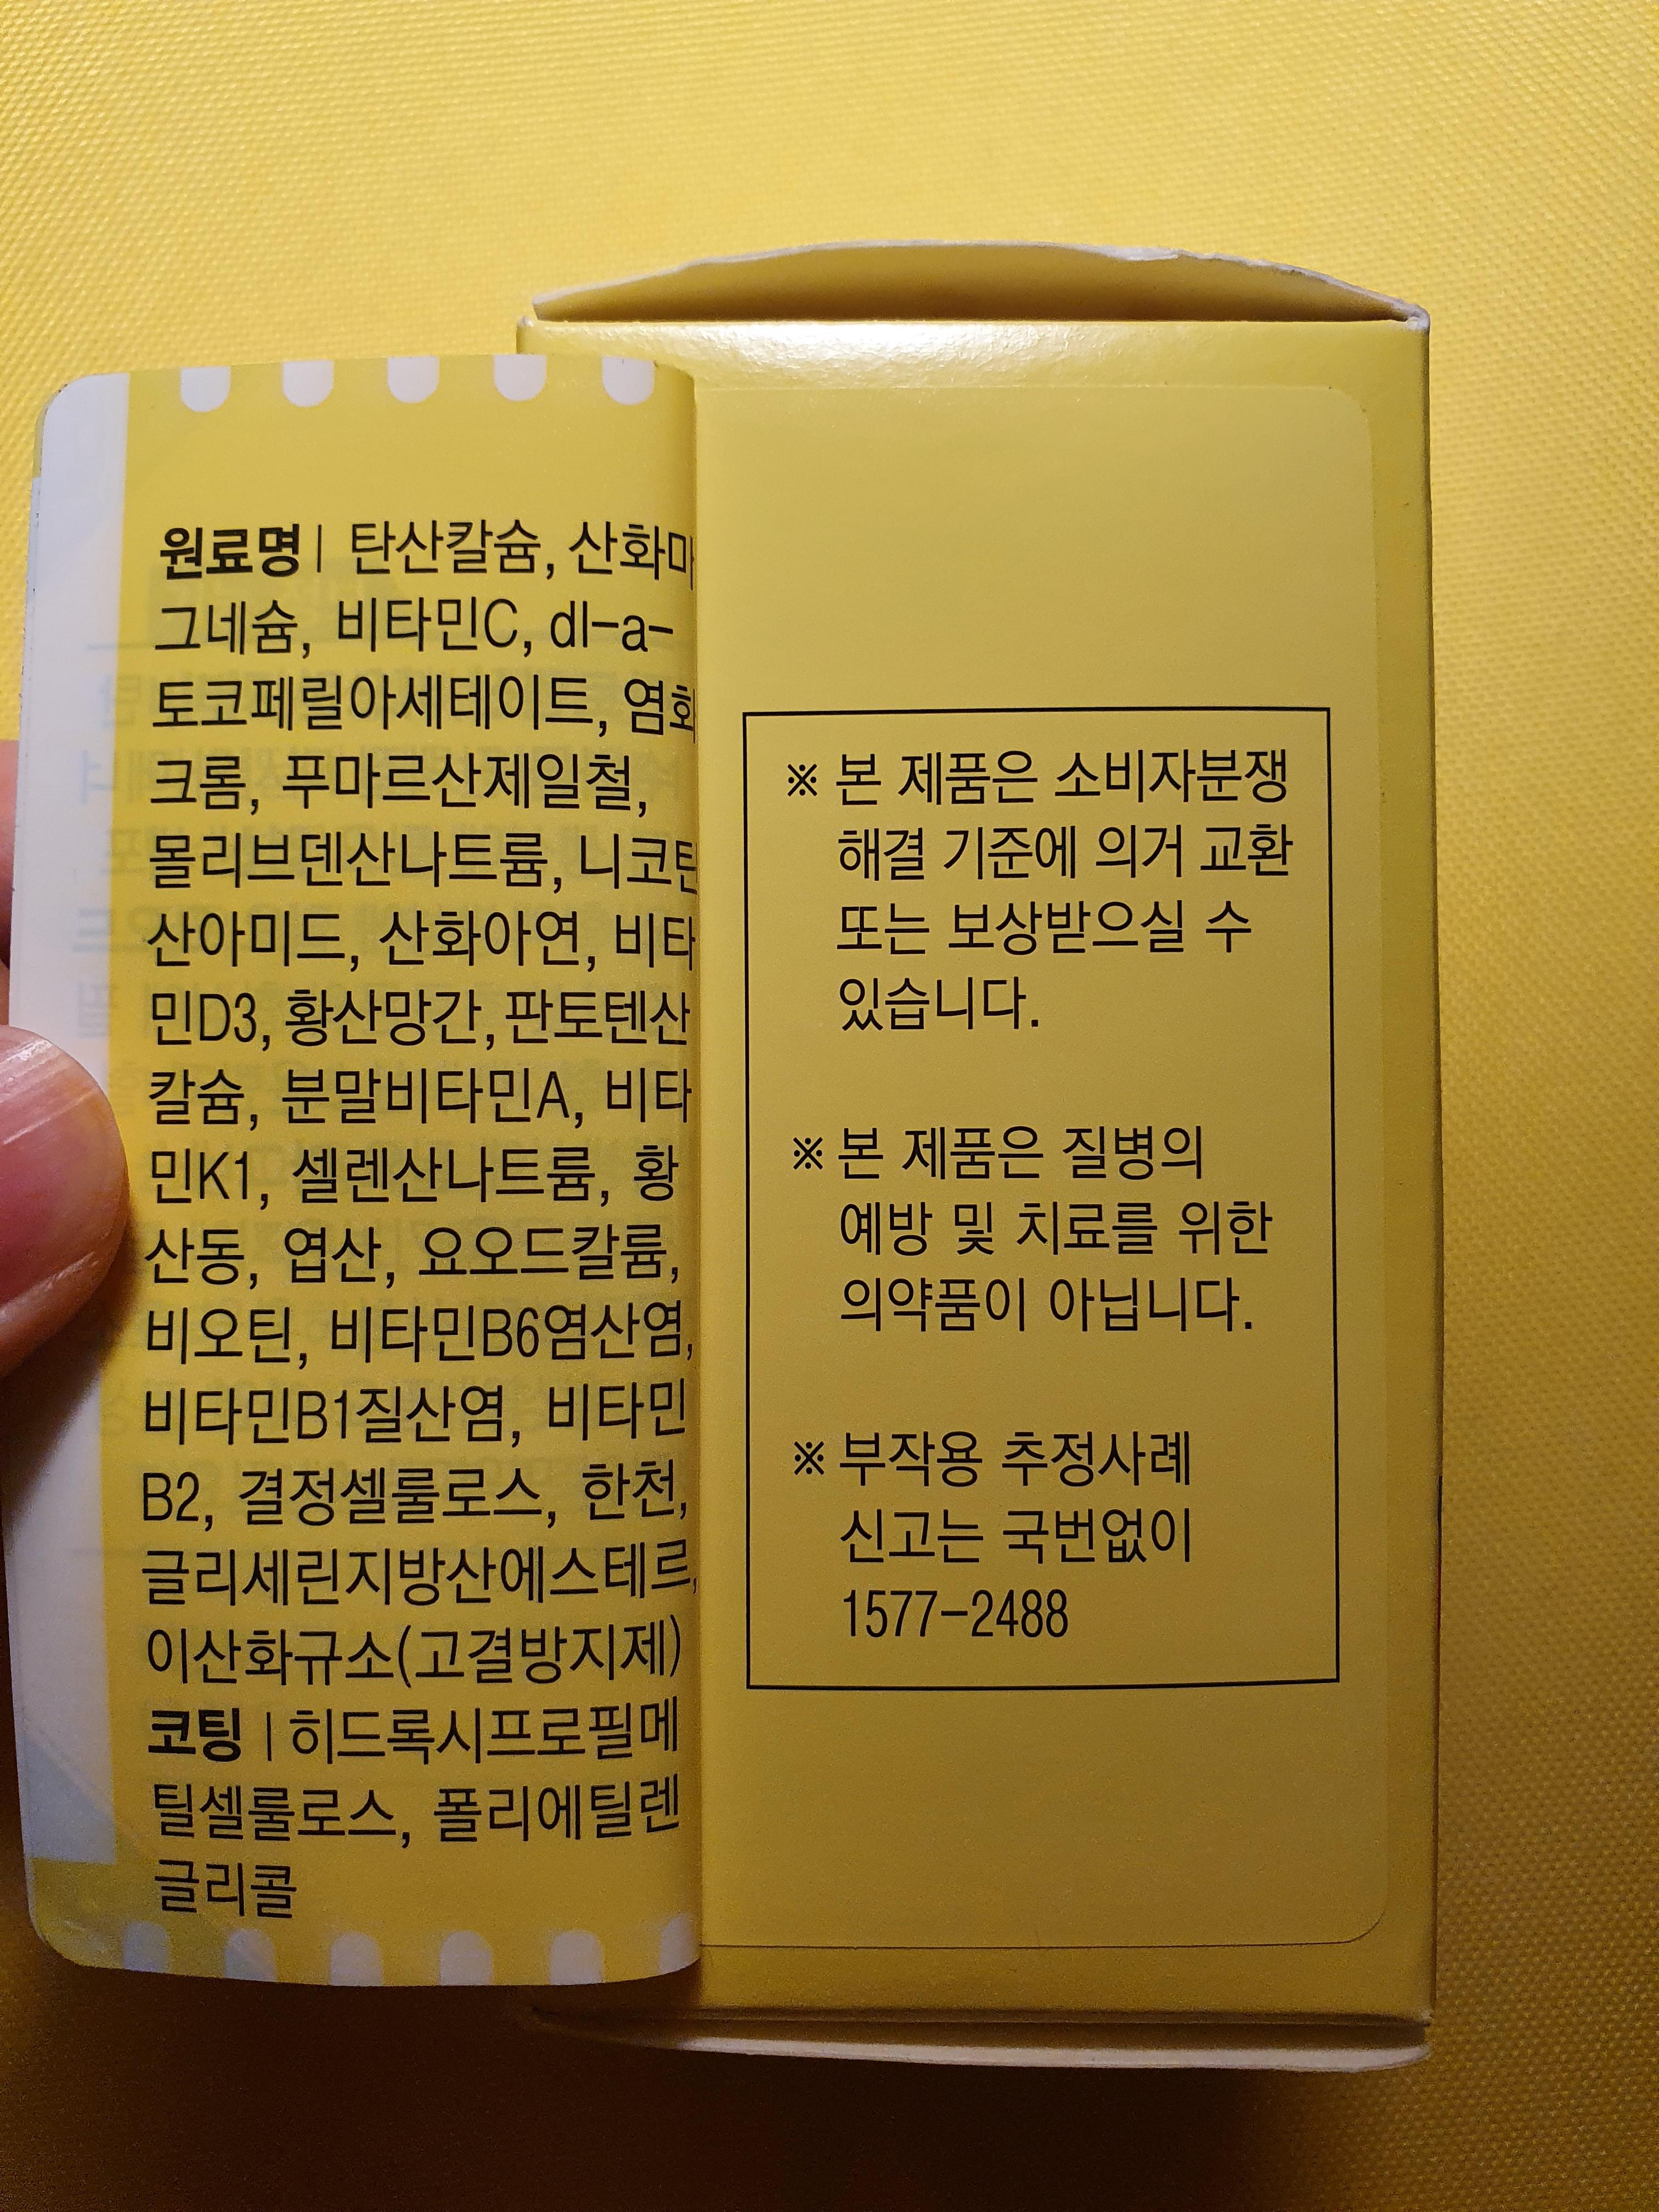 원료명 | 탄산칼슘, 산화마
그네슘, 비타민C, dl-a-
토코페릴아세테이트, 염화
크롬, 푸마르산제일철,
몰리브덴산나트륨, 니코틴
산아미드, 산화아연, 비타
민D3, 황산망간, 판토텐산
칼슘, 분말비타민A, 비타
민K1, 셀렌산나트륨, 황
산동, 엽산, 요오드칼륨,
비오틴, 비타민B6염산염,
비타민B1질산염, 비타민
B2, 결정셀룰로스, 한천,
글리세린지방산에스테르,
이산화규소(고결방지제)
코팅 | 히드록시프로필메
틸셀룰로스, 폴리에틸렌
글리콜
※ 본 제품은 소비자분쟁
해결 기준에 의거 교환
또는 보상받으실 수
있습니다.
※ 본 제품은 질병의
예방 및 치료를 위한
의약품이 아닙니다.
※ 부작용 추정사례
신고는 국번없이
1577-2488